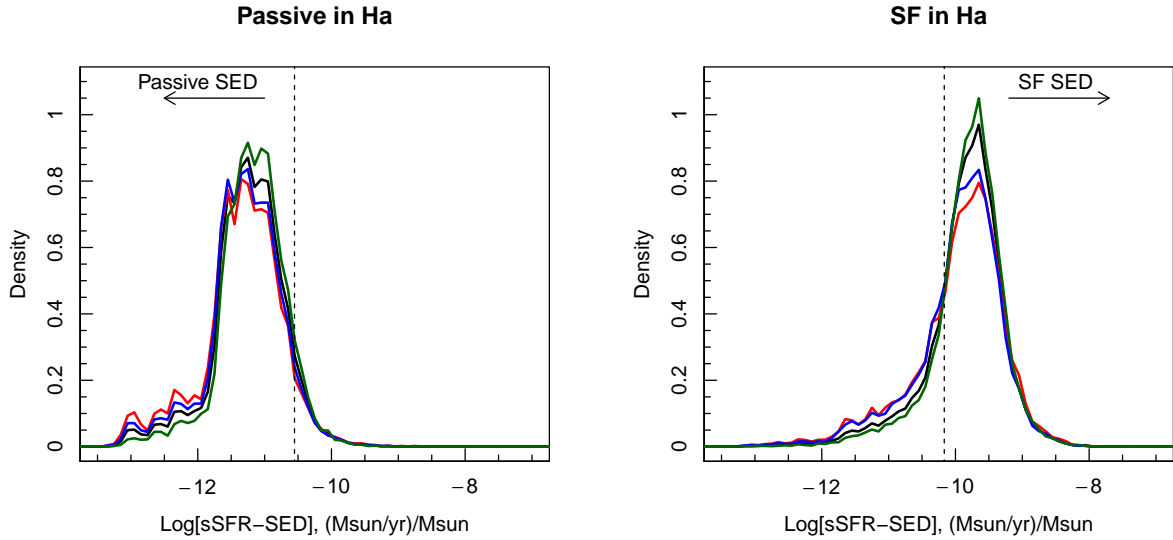 Passive in Ha
Passive SED
Density
0
0.2
0.4
0.6
0.8
1
−12
−10
−8
Log[sSFR−SED], (Msun/yr)/Msun
SF in Ha
SF SED
Density
0
0.2
0.4
0.6
0.8
1
−12
−10
−8
Log[sSFR−SED], (Msun/yr)/Msun